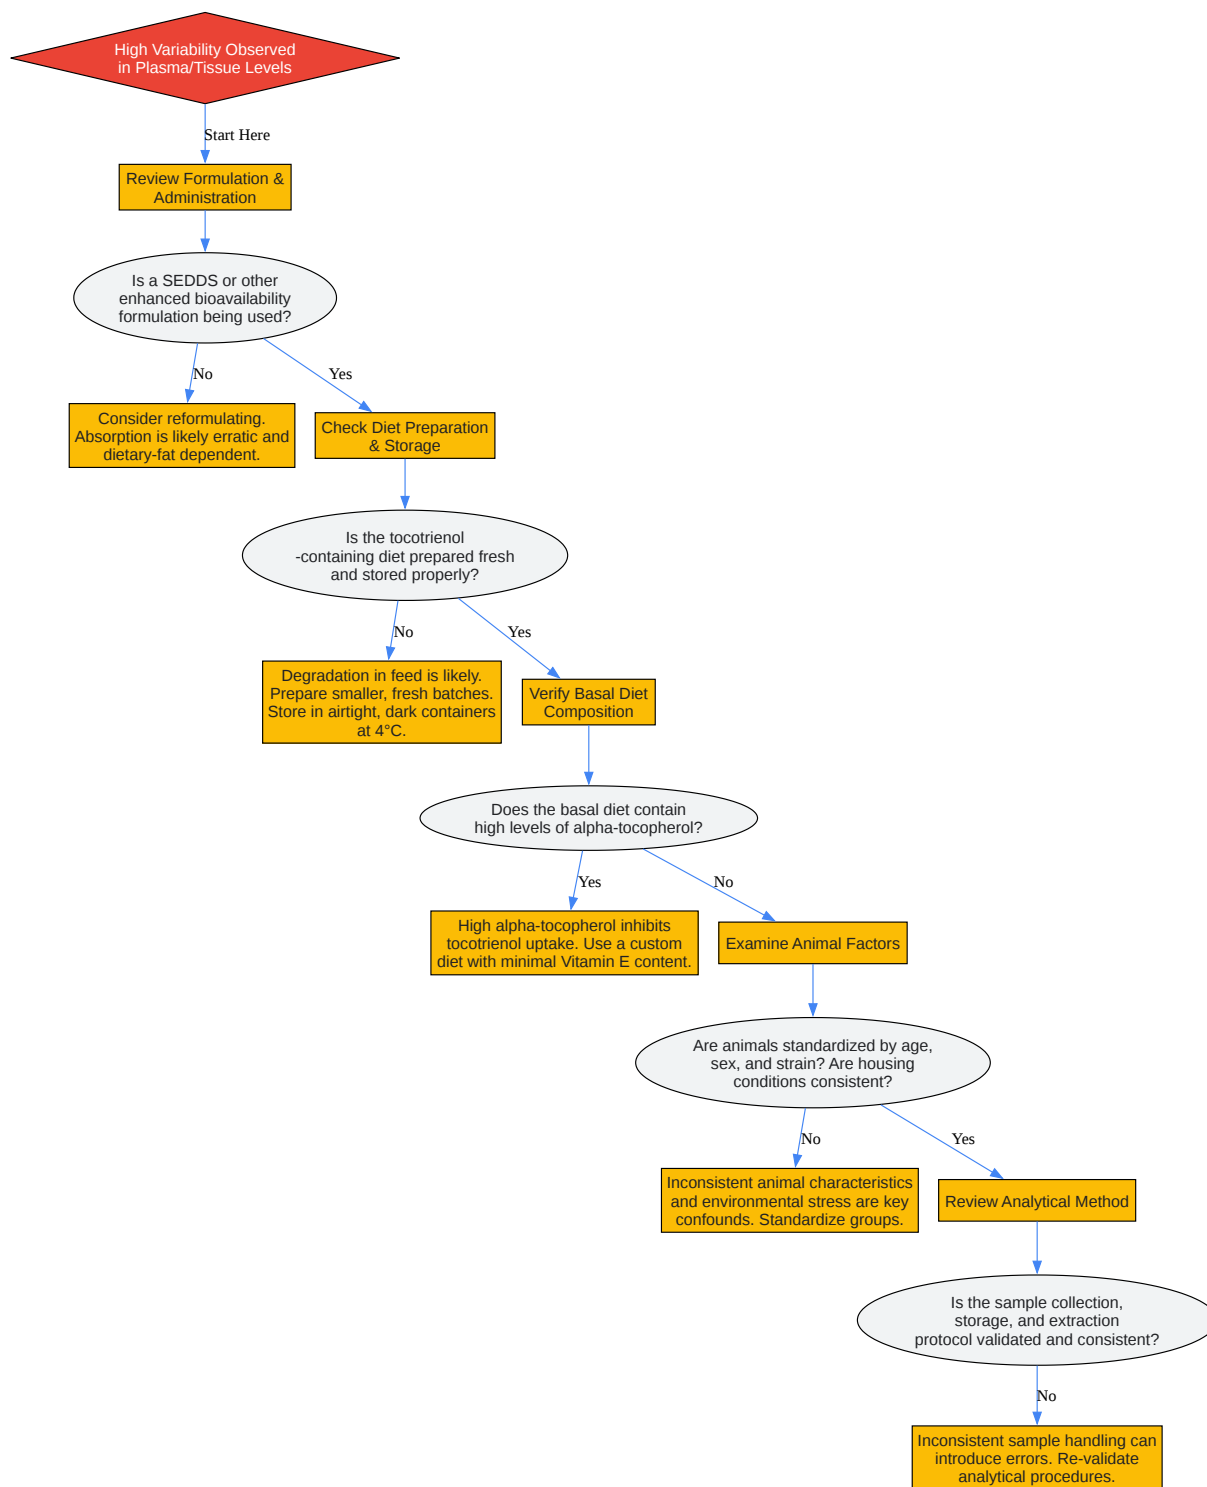 High Variability Observed
in Plasma/Tissue Levels
Start Here
Review Formulation &
Administration
Is a SEDDS or other
enhanced bioavailability
formulation being used?
No
Yes
Consider reformulating.
Absorption is likely erratic and
dietary-fat dependent.
Check Diet Preparation
& Storage
Is the tocotrienol
-containing diet prepared fresh
and stored properly?
No
Yes
Degradation in feed is likely.
Prepare smaller, fresh batches.
Store in airtight, dark containers
at 4°C.
Verify Basal Diet
Composition
Does the basal diet contain
high levels of alpha-tocopherol?
Yes
No
High alpha-tocopherol inhibits
tocotrienol uptake. Use a custom
diet with minimal Vitamin E content.
Examine Animal Factors
Are animals standardized by age,
sex, and strain? Are housing
conditions consistent?
No
Yes
Inconsistent animal characteristics
and environmental stress are key
confounds. Standardize groups.
Review Analytical Method
Is the sample collection,
storage, and extraction
protocol validated and consistent?
No
Inconsistent sample handling can
introduce errors. Re-validate
analytical procedures.